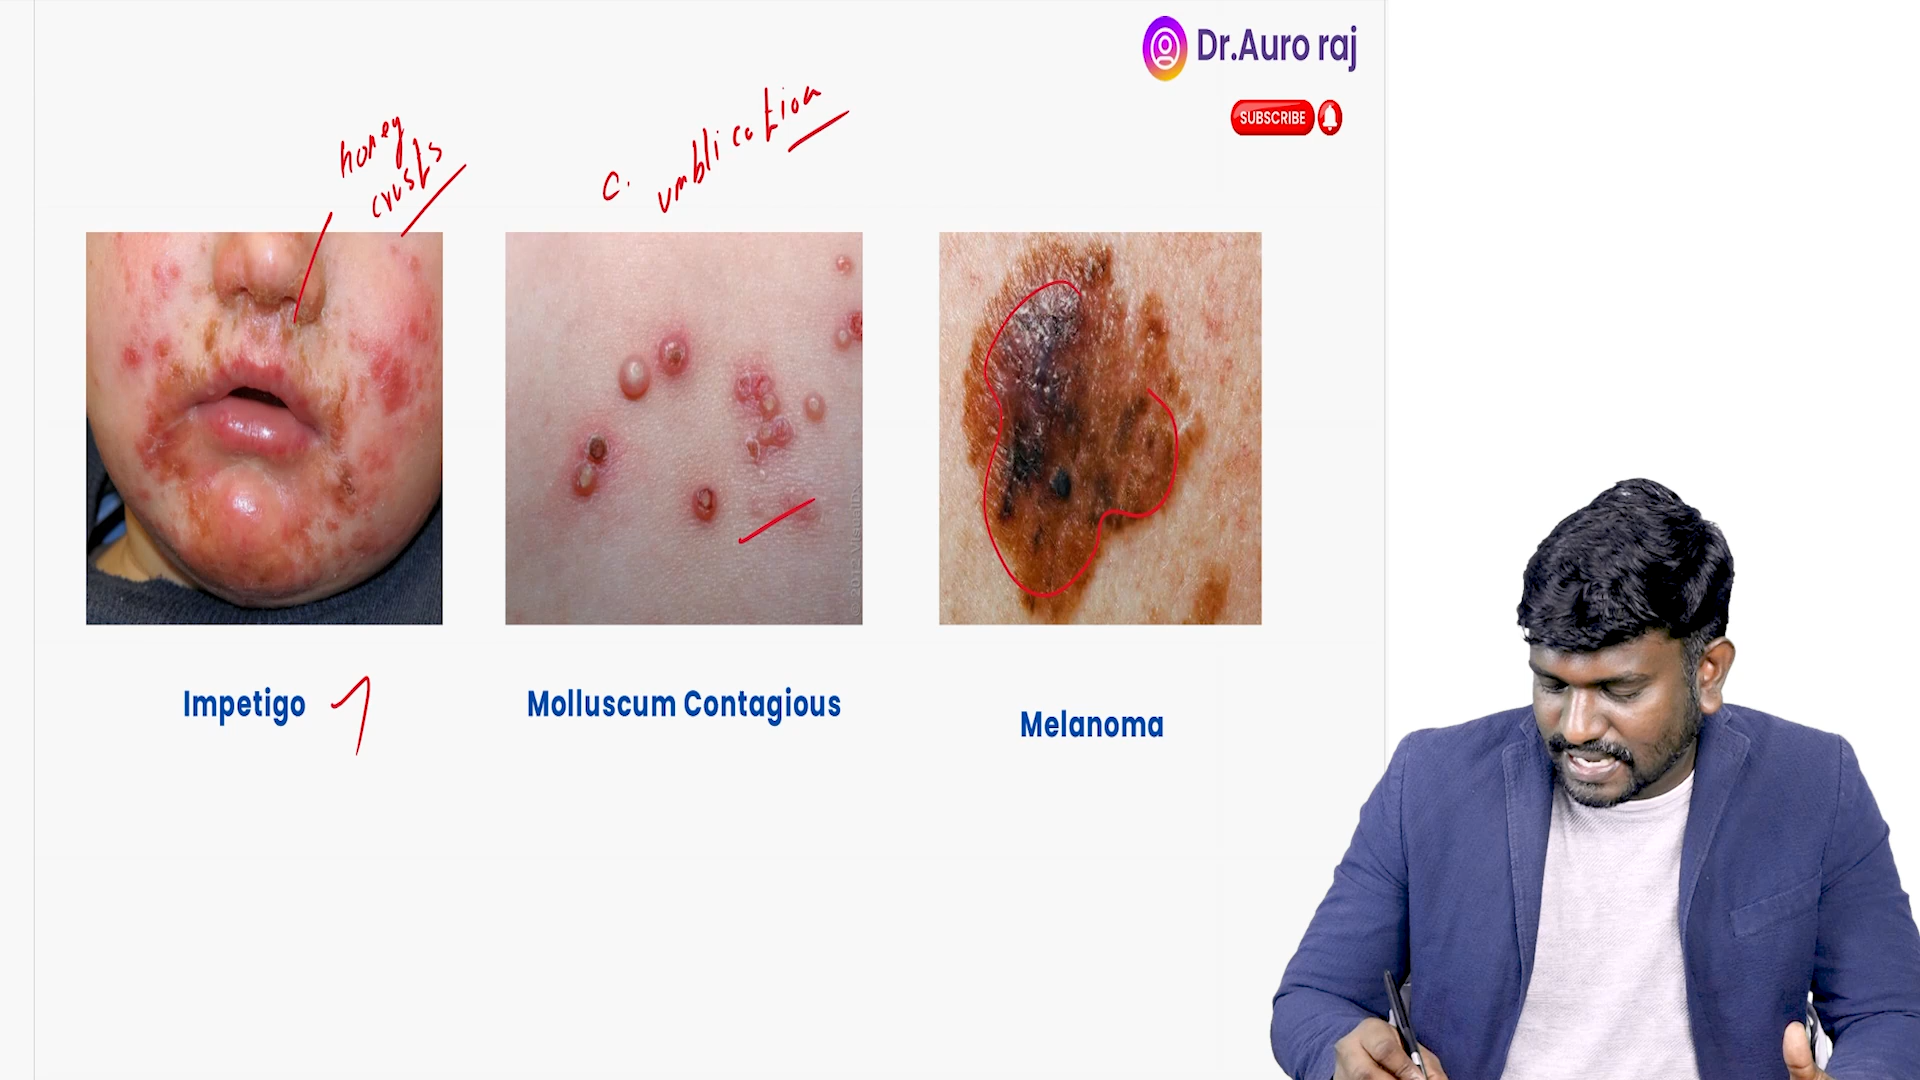 Dr.Auro raj
SUBSCRIBE
honey
crusts
c. umblication
Impetigo
Molluscum Contagious
Melanoma